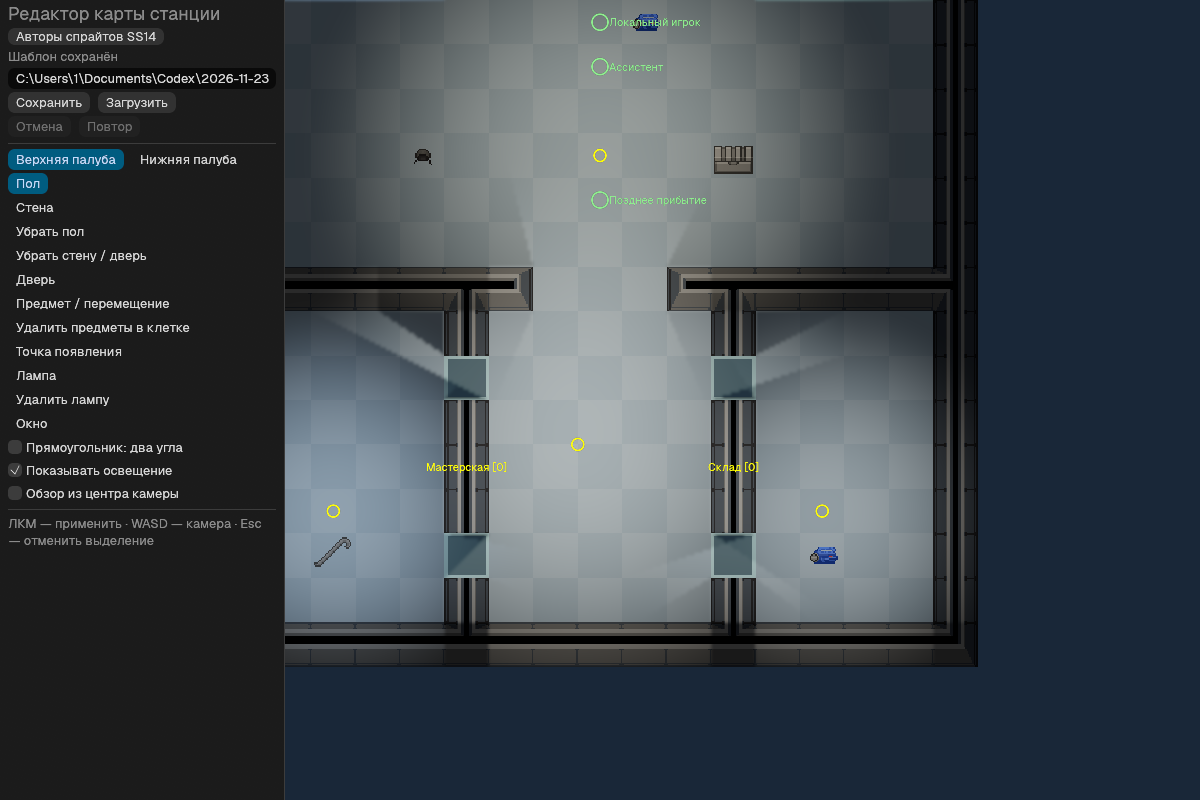 Редактор карты станции
Авторы спрайтов SS14
Шаблон сохранён
C:\Users\1\Documents\Codex\2026-11-23
Сохранить Загрузить
Отмена Повтор
Верхняя палуба Нижняя палуба
Пол
Стена
Убрать пол
Убрать стену / дверь
Дверь
Предмет / перемещение
Удалить предметы в клетке
Точка появления
Лампа
Удалить лампу
Окно
Прямоугольник: два угла
Показывать освещение
Обзор из центра камеры
ЛКМ — применить · WASD — камера · Esc
— отменить выделение
Локальный игрок
Ассистент
Позднее прибытие
Мастерская [0]
Склад [0]